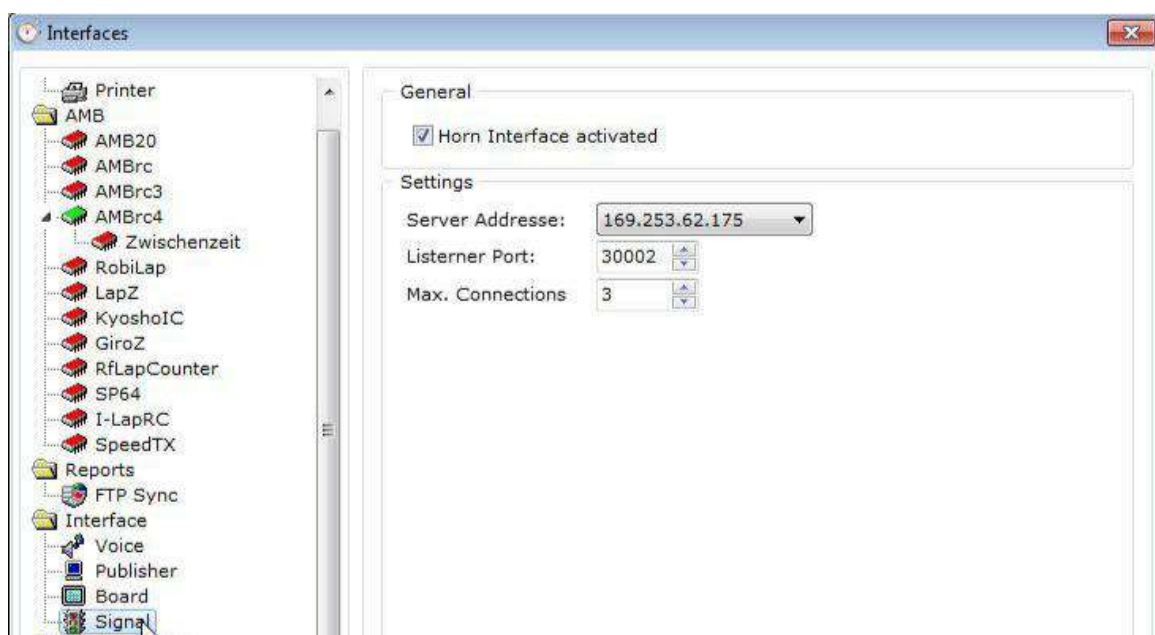 Interfaces
Printer
AMB
AMB20
AMBrc
AMBrc3
AMBrc4
Zwischenzeit
RobiLap
LapZ
KyoshoIC
GiroZ
RfLapCounter
SP64
I-LapRC
SpeedTX
Reports
FTP Sync
Interface
Voice
Publisher
Board
Signal
General
Horn Interface activated
Settings
Server Addresse: 169.253.62.175
Listerner Port: 30002
Max. Connections 3